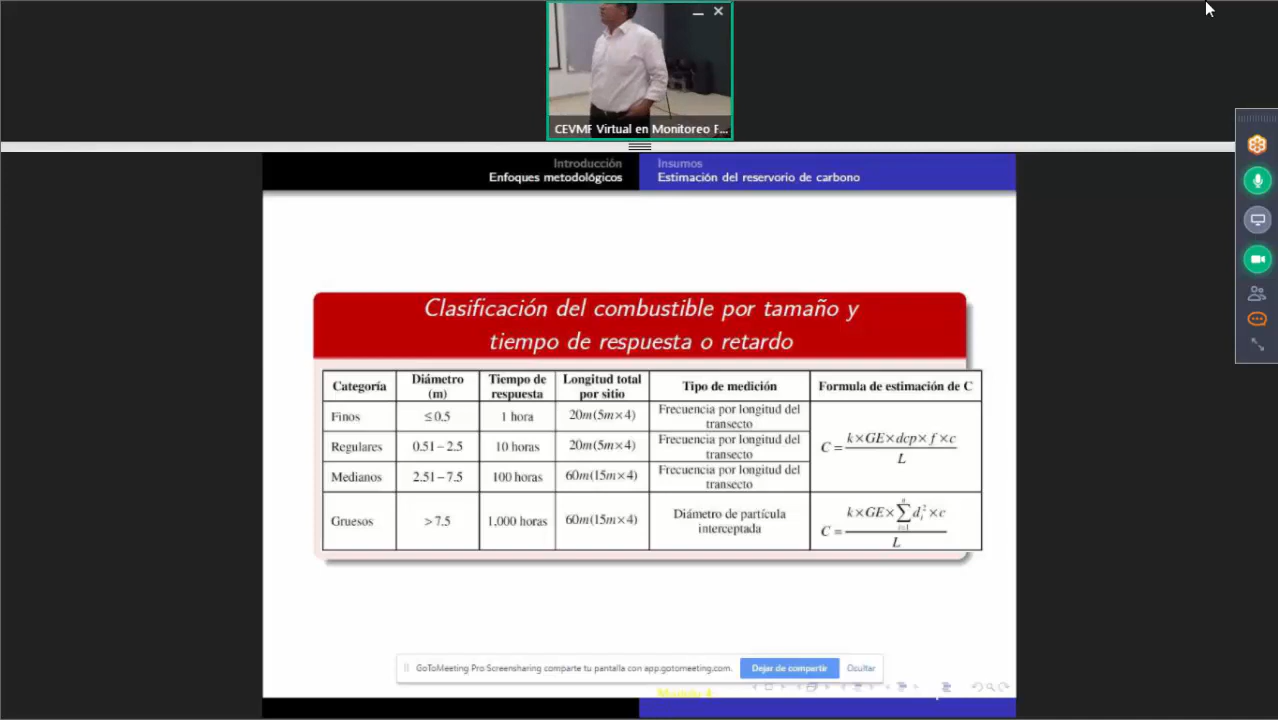 CEVMF Virtual en Monitoreo F...
Introducción
Enfoques metodológicos
Insumos
Estimación del reservorio de carbono
Clasificación del combustible por tamaño y
tiempo de respuesta o retardo
Categoría Diámetro (m) Tiempo de respuesta Longitud total por sitio Tipo de medición Formula de estimación de C
Finos ≤0.5 1 hora 20m(5m×4) Frecuencia por longitud del transecto
Regulares 0.51–2.5 10 horas 20m(5m×4) Frecuencia por longitud del transecto
Medianos 2.51–7.5 100 horas 60m(15m×4) Frecuencia por longitud del transecto
C = k×GE×dcp×f×c / L
Gruesos >7.5 1,000 horas 60m(15m×4) Diámetro de partícula interceptada
C = k×GE×∑ⁿᵢ₌₁ dᵢ²×c / L
GoToMeeting Pro Screensharing comparte tu pantalla con app.gotomeeting.com. Dejar de compartir Ocultar
Modulo 4